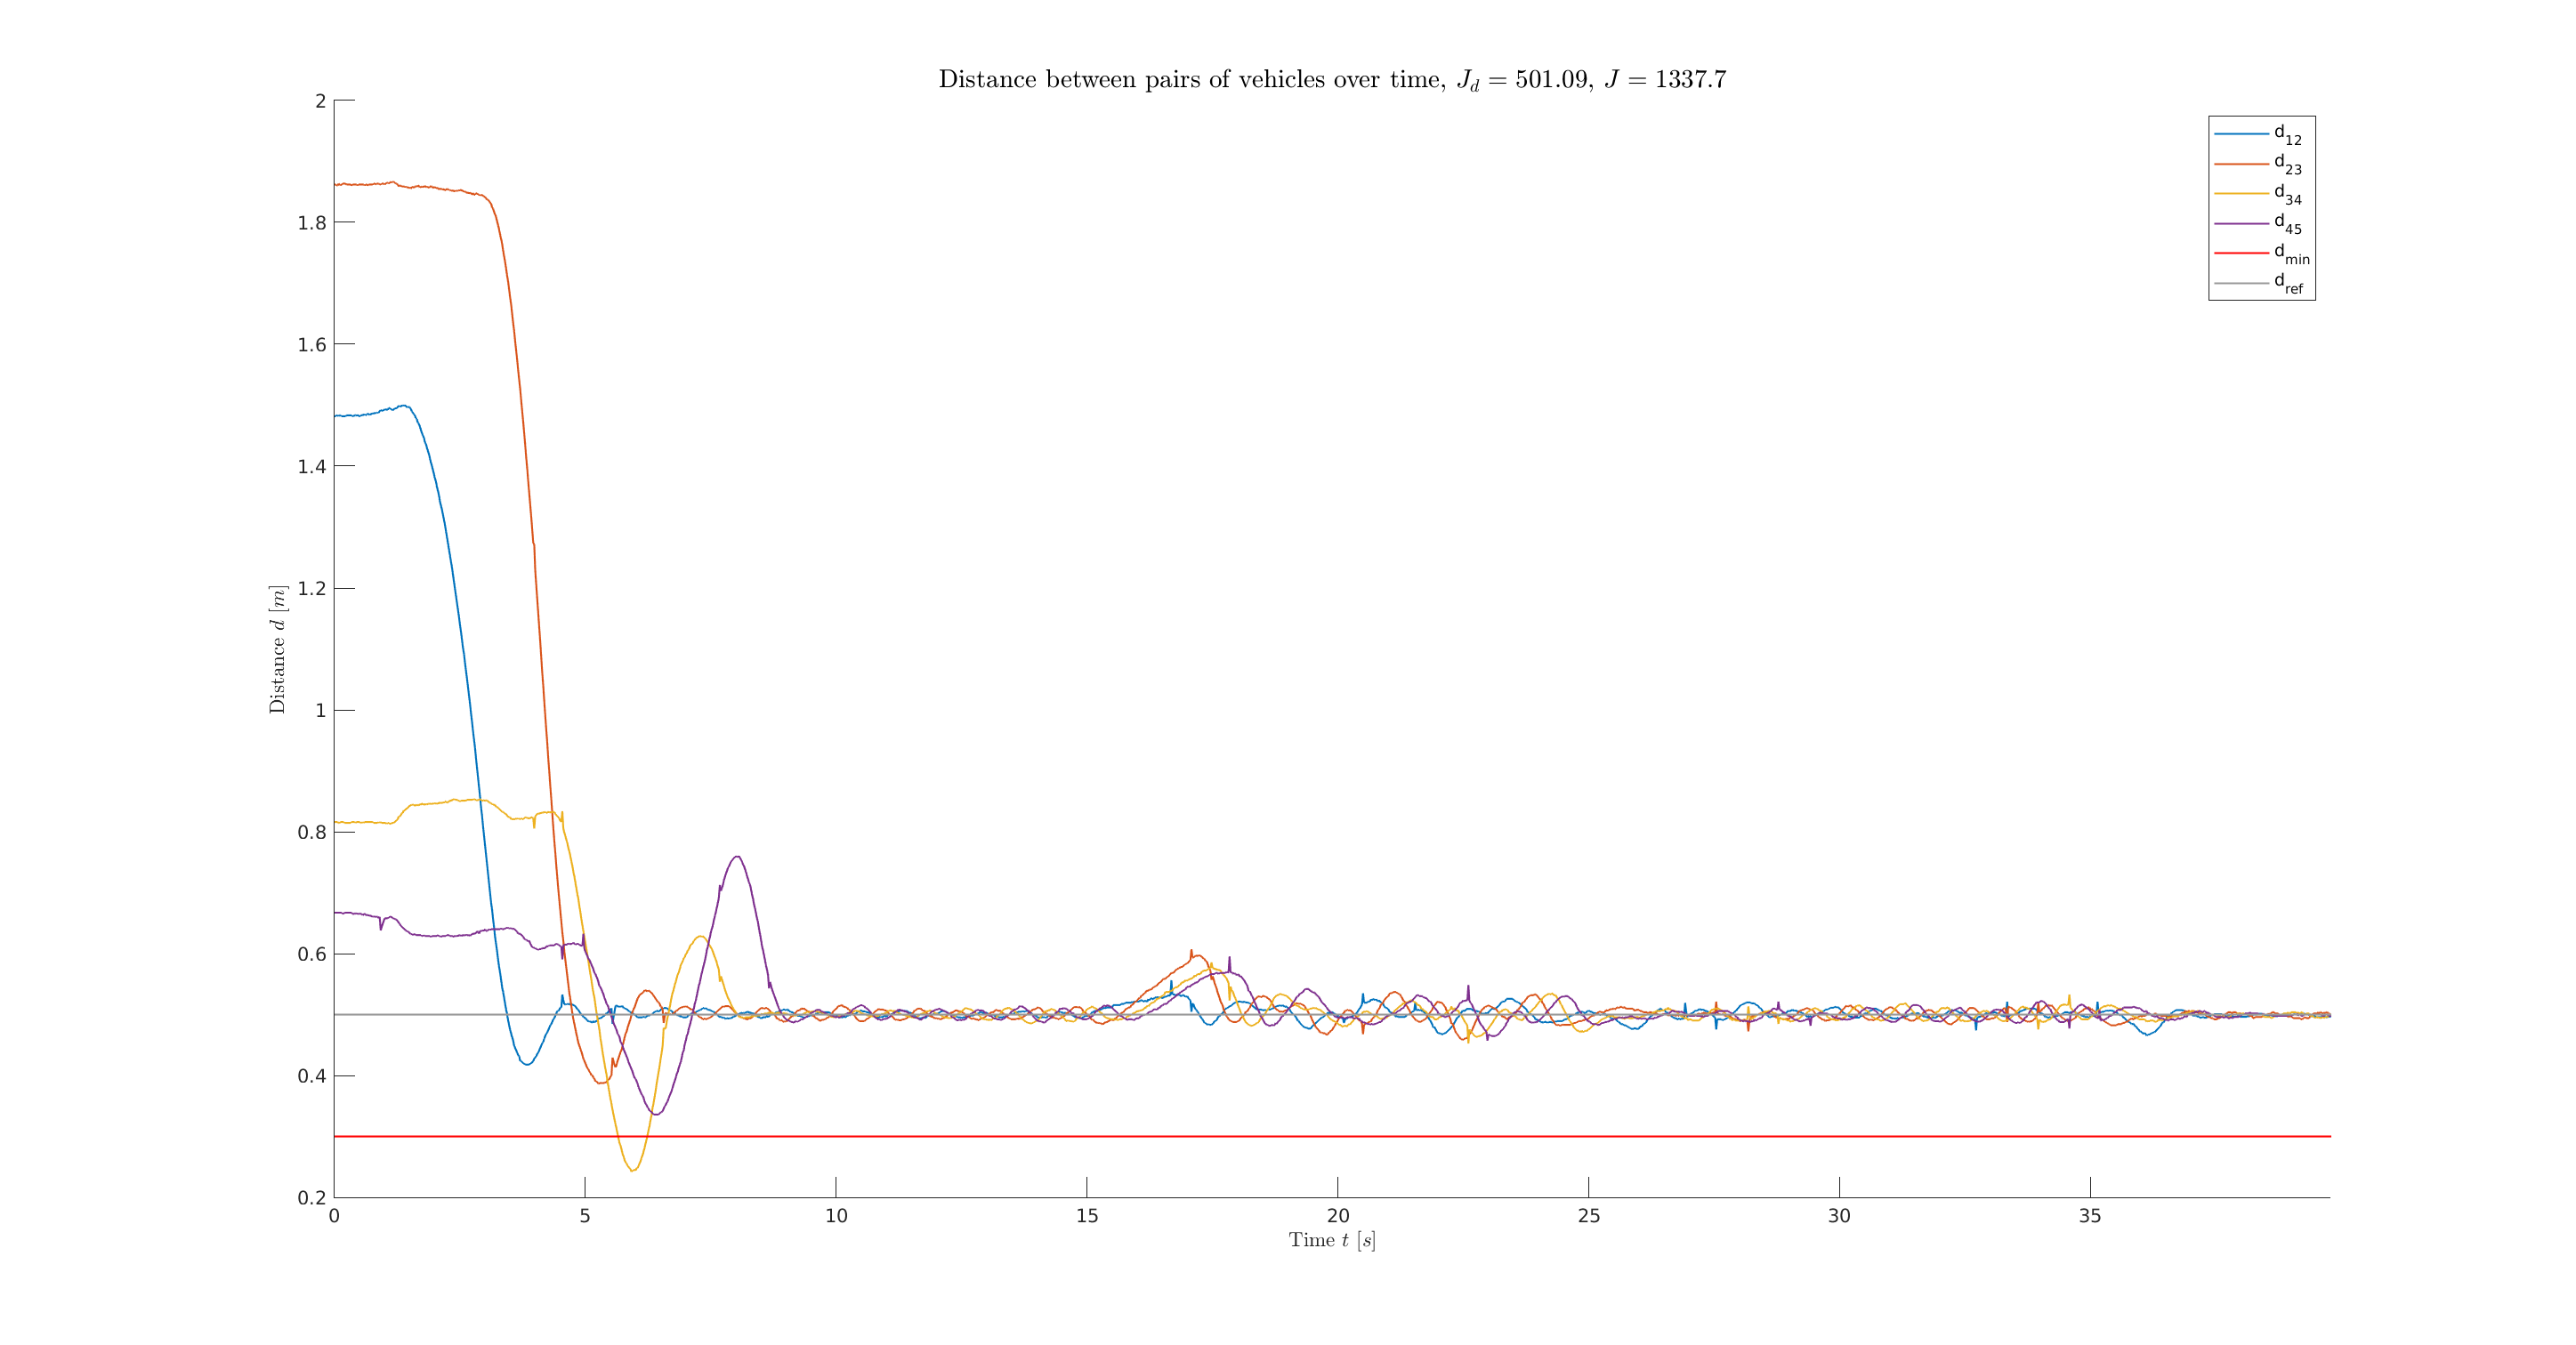 Distance between pairs of vehicles over time, J_d = 501.09, J = 1337.7
2
1.8
1.6
1.4
1.2
1
0.8
0.6
0.4
0.2
Distance d [m]
d_12
d_23
d_34
d_45
d_min
d_ref
0 5 10 15 20 25 30 35
Time t [s]